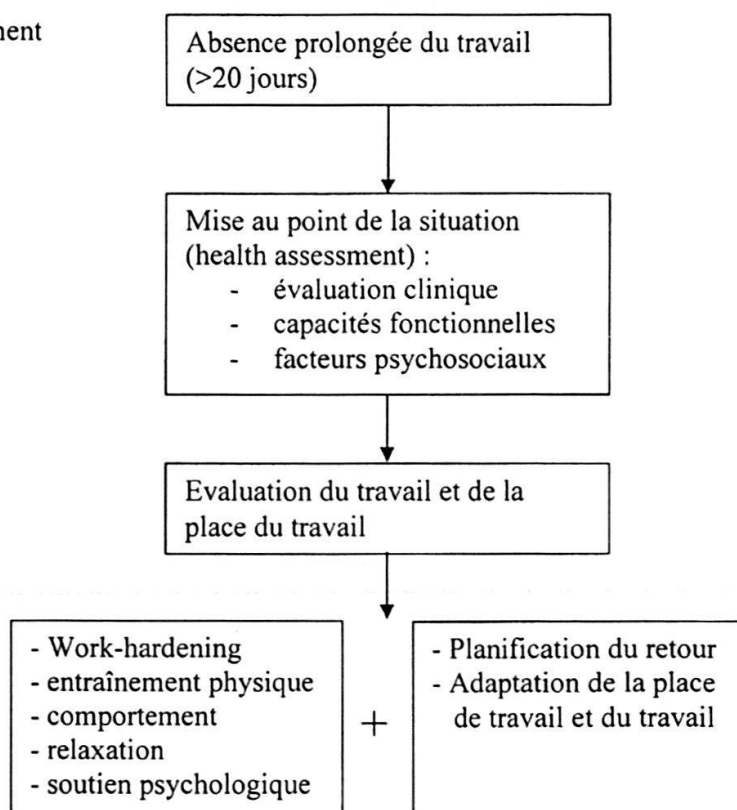 Absence prolongée du travail
(>20 jours)
Mise au point de la situation
(health assessment) :
- évaluation clinique
- capacités fonctionnelles
- facteurs psychosociaux
Evaluation du travail et de la
place du travail
- Work-hardening
- entraînement physique
- comportement
- relaxation
- soutien psychologique
+
- Planification du retour
- Adaptation de la place
de travail et du travail